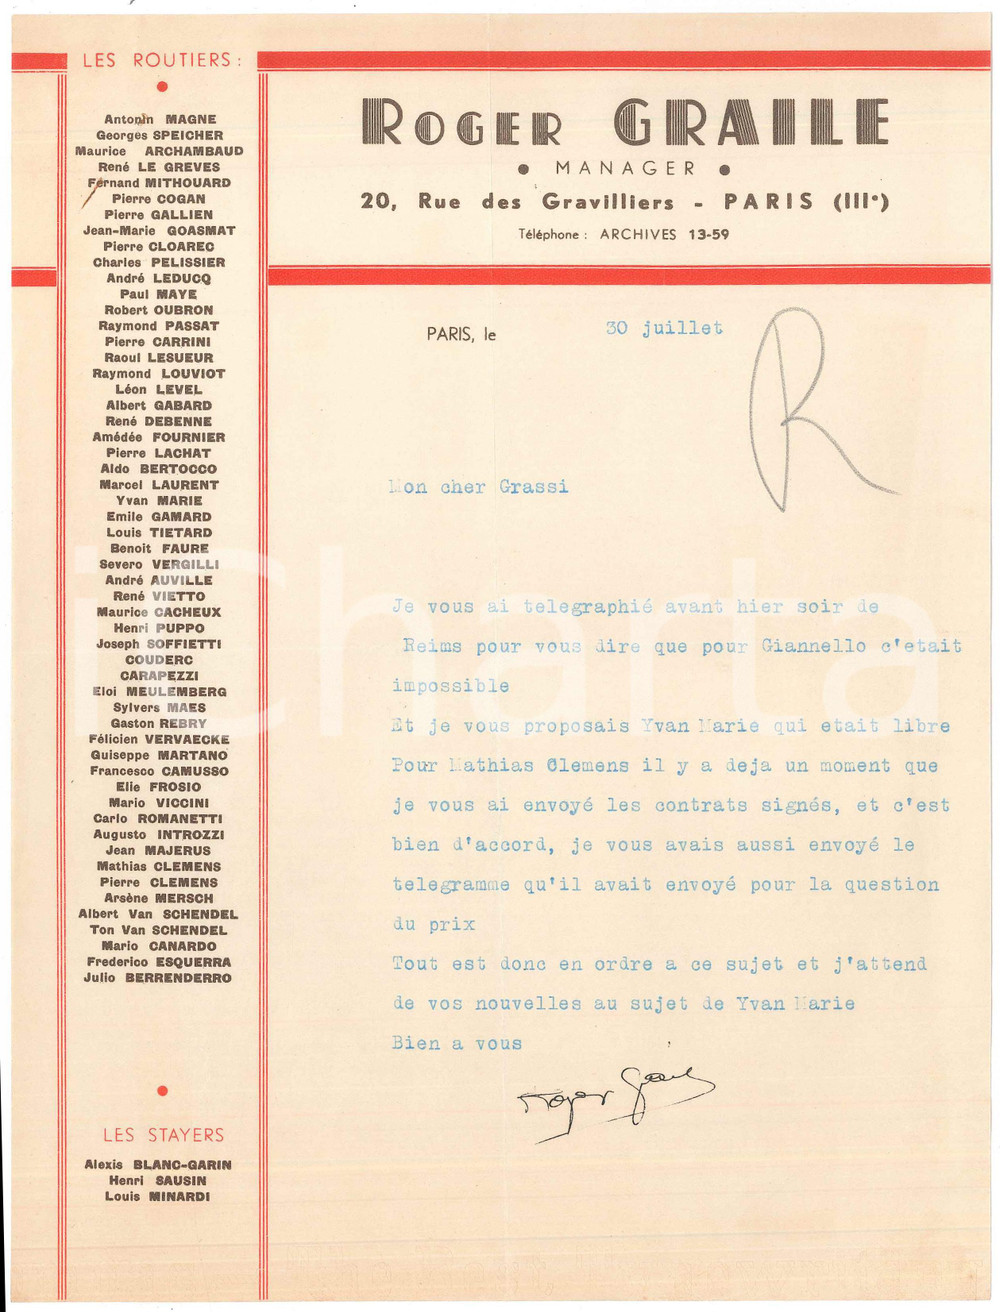 LES ROUTIERS :
Antonin MAGNE
Georges SPEICHER
Maurice ARCHAMBAUD
René LE GREVES
Fernand MITHOUARD
Pierre COGAN
Pierre GALLIEN
Jean-Marie GOASMAT
Pierre CLOAREC
Charles PELISSIER
André LEDUCQ
Paul MAYE
Robert OUBRON
Raymond PASSAT
Pierre CARRINI
Raoul LESUEUR
Raymond LOUVIOT
Léon LEVEL
Albert GABARD
René DEBENNE
Amédée FOURNIER
Pierre LACHAT
Aldo BERTOCCO
Marcel LAURENT
Yvan MARIE
Emile GAMARD
Louis TIETARD
Benoit FAURE
Severo VERGILLI
André AUVILLE
René VIETTO
Maurice CACHEUX
Henri PUPPO
Joseph SOFFIETTI
COUDERC
CARAPEZZI
Eloi MEULEMBERG
Sylvers MAES
Gaston REBRY
Félicien VERVAECKE
Guiseppe MARTANO
Francesco CAMUSSO
Elie FROSIO
Mario VICCINI
Carlo ROMANETTI
Augusto INTROZZI
Jean MAJERUS
Mathias CLEMENS
Pierre CLEMENS
Arsène MERSCH
Albert Van SCHENDEL
Ton Van SCHENDEL
Mario CANARDO
Frederico ESQUERRA
Julio BERRENDERRO
LES STAYERS
Alexis BLANC-GARIN
Henri SAUSIN
Louis MINARDI
ROGER GRAILE
• MANAGER •
20, Rue des Gravilliers - PARIS (IIIe)
Téléphone : ARCHIVES 13-59
PARIS, le 30 juillet
R
Mon cher Grassi
Je vous ai telegraphié avant hier soir de
Reims pour vous dire que pour Giannello c'etait
impossible
Et je vous proposais Yvan Marie qui etait libre
Pour Mathias Clemens il y a deja un moment que
je vous ai envoyé les contrats signés, et c'est
bien d'accord, je vous avais aussi envoyé le
telegramme qu'il avait envoyé pour la question
du prix
Tout est donc en ordre a ce sujet et j'attend
de vos nouvelles au sujet de Yvan Marie
Bien a vous
Roger Graile
iCharta